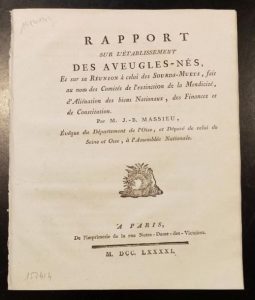 RAPPORT
SUR L'ÉTABLISSEMENT
DES AVEUGLES-NÉS,
Et sur sa RÉUNION à celui des SOURDS-MUETS, fait
au nom des Comités de l'extinction de la Mendicité,
d'Aliénation des biens Nationaux, des Finances et
de Constitution.
Par M. J.-B. MASSIEU,
Évêque du Département de l'Oise, et Député de celui de
Seine et Oise, à l'Assemblée Nationale.
A PARIS,
De l'Imprimerie de la rue Notre-Dame-des-Victoires.
M. DCC. LXXXXI.